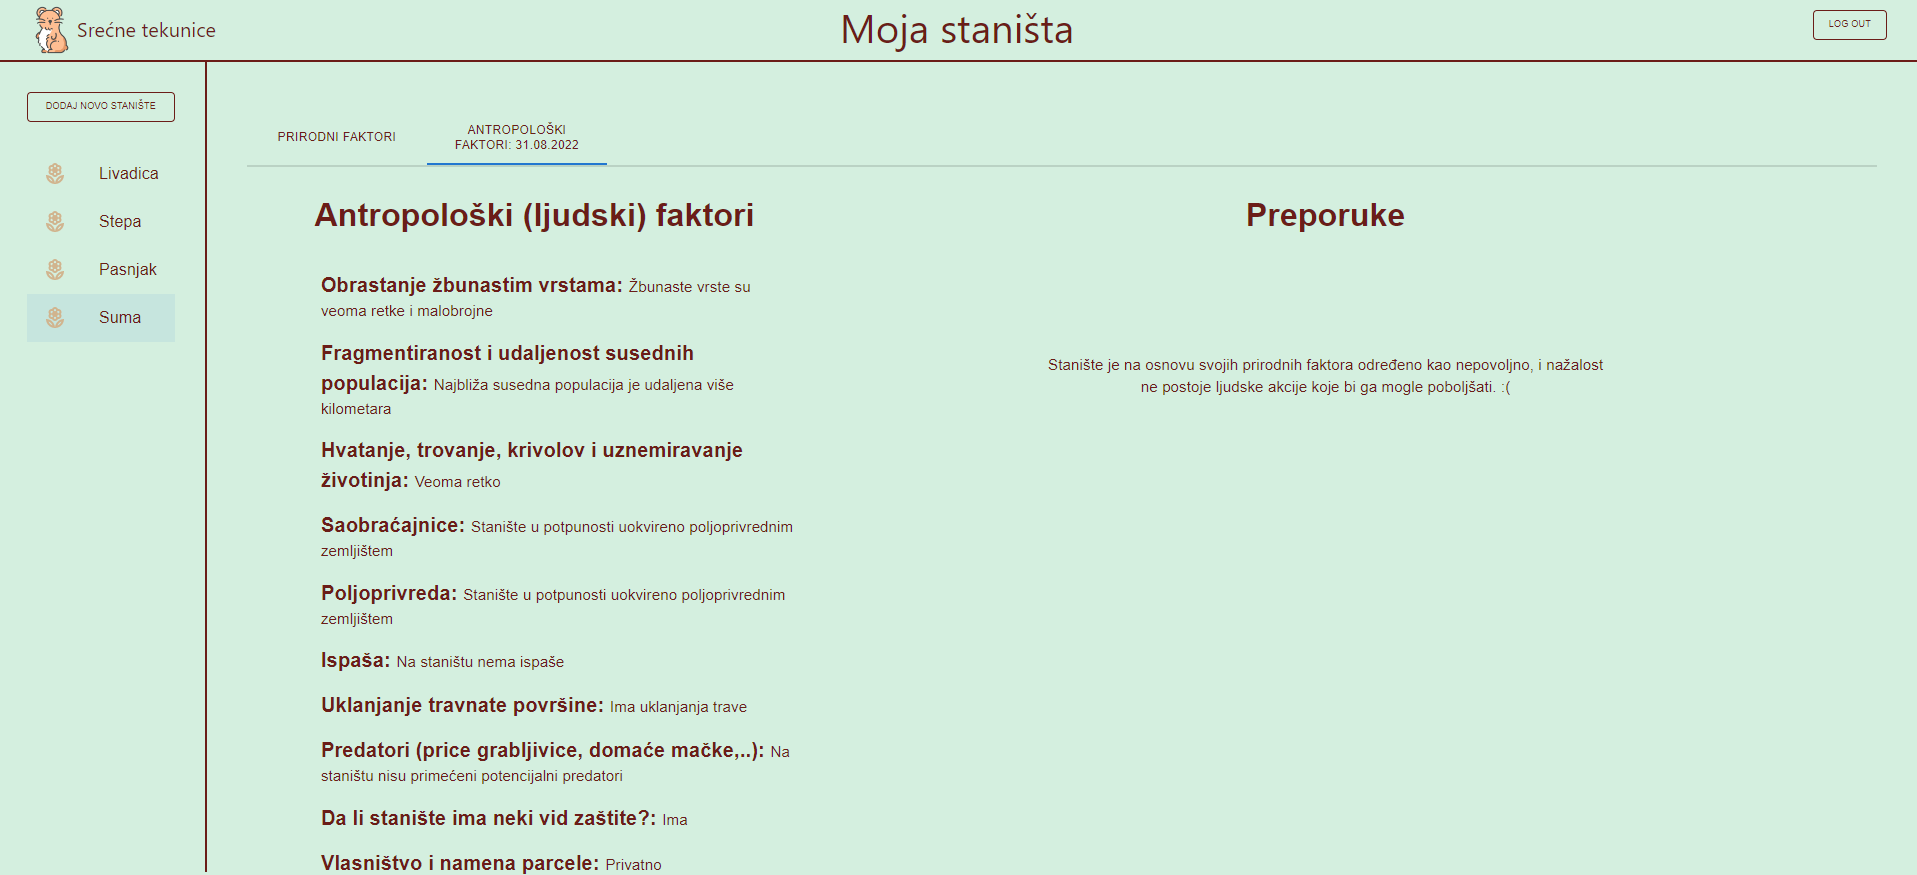 Srećne tekunice
Moja staništa
LOG OUT
DODAJ NOVO STANIŠTE
Livadica
Stepa
Pasnjak
Suma
PRIRODNI FAKTORI
ANTROPOLOŠKI
FAKTORI: 31.08.2022
Antropološki (ljudski) faktori
Obrastanje žbunastim vrstama: Žbunaste vrste su
veoma retke i malobrojne
Fragmentiranost i udaljenost susednih
populacija: Najbliža susedna populacija je udaljena više
kilometara
Hvatanje, trovanje, krivolov i uznemiravanje
životinja: Veoma retko
Saobraćajnice: Stanište u potpunosti uokvireno poljoprivrednim
zemljištem
Poljoprivreda: Stanište u potpunosti uokvireno poljoprivrednim
zemljištem
Ispaša: Na staništu nema ispaše
Uklanjanje travnate površine: Ima uklanjanja trave
Predatori (price grabljivice, domaće mačke,..): Na
staništu nisu primećeni potencijalni predatori
Da li stanište ima neki vid zaštite?: Ima
Vlasništvo i namena parcele: Privatno
Preporuke
Stanište je na osnovu svojih prirodnih faktora određeno kao nepovoljno, i nažalost
ne postoje ljudske akcije koje bi ga mogle poboljšati. :(